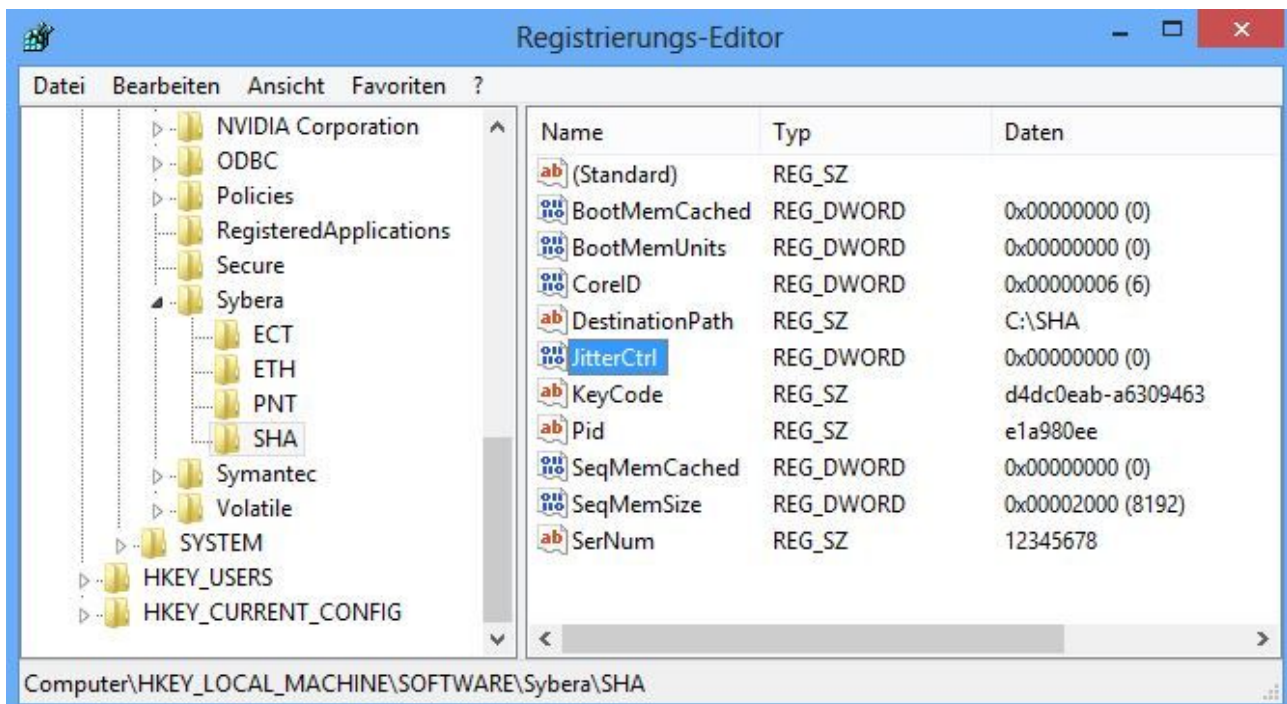 Registrierungs-Editor
Datei Bearbeiten Ansicht Favoriten ?
NVIDIA Corporation
ODBC
Policies
RegisteredApplications
Secure
Sybera
ECT
ETH
PNT
SHA
Symantec
Volatile
SYSTEM
HKEY_USERS
HKEY_CURRENT_CONFIG
Name Typ Daten
(Standard) REG_SZ
BootMemCached REG_DWORD 0x00000000 (0)
BootMemUnits REG_DWORD 0x00000000 (0)
CoreID REG_DWORD 0x00000006 (6)
DestinationPath REG_SZ C:\SHA
JitterCtrl REG_DWORD 0x00000000 (0)
KeyCode REG_SZ d4dc0eab-a6309463
Pid REG_SZ e1a980ee
SeqMemCached REG_DWORD 0x00000000 (0)
SeqMemSize REG_DWORD 0x00002000 (8192)
SerNum REG_SZ 12345678
Computer\HKEY_LOCAL_MACHINE\SOFTWARE\Sybera\SHA